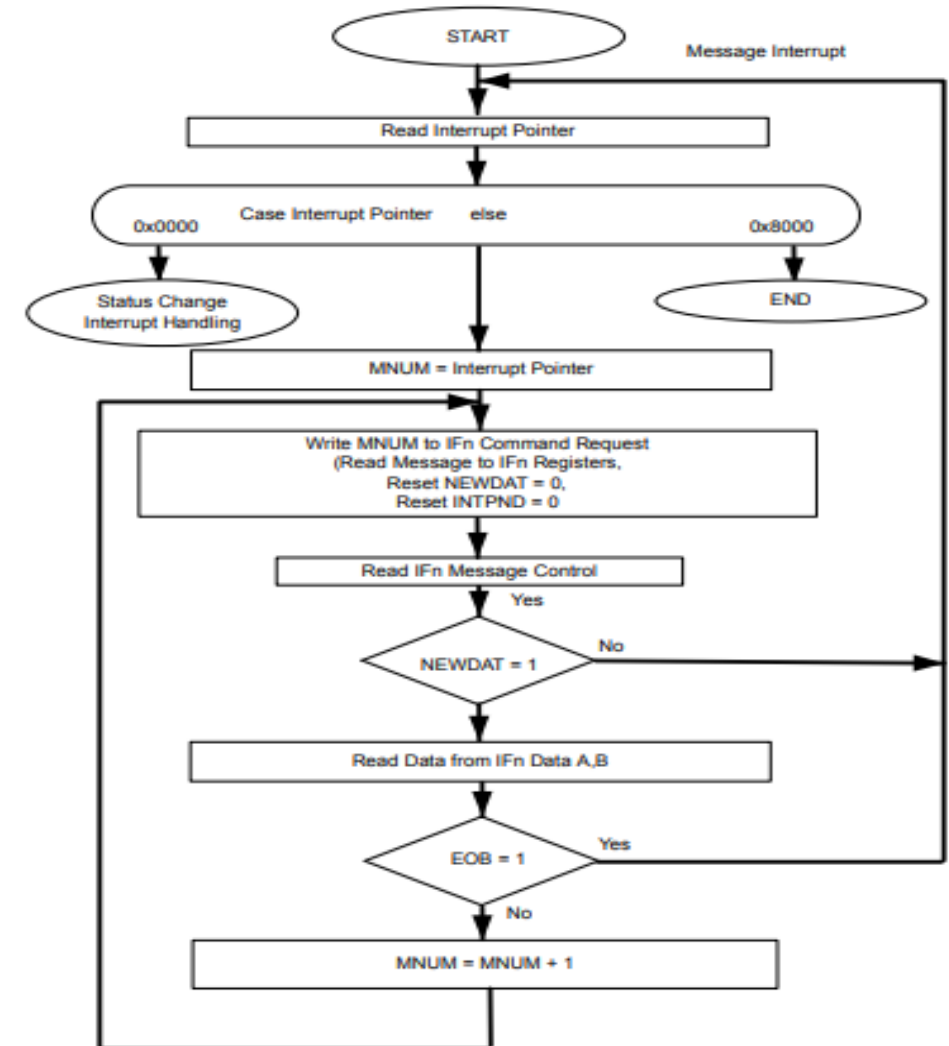 START
Message Interrupt
Read Interrupt Pointer
Case Interrupt Pointer else
0x0000
0x8000
Status Change
Interrupt Handling
END
MNUM = Interrupt Pointer
Write MNUM to IFn Command Request
(Read Message to IFn Registers,
Reset NEWDAT = 0,
Reset INTPND = 0
Read IFn Message Control
Yes
No
NEWDAT = 1
Read Data from IFn Data A,B
Yes
EOB = 1
No
MNUM = MNUM + 1